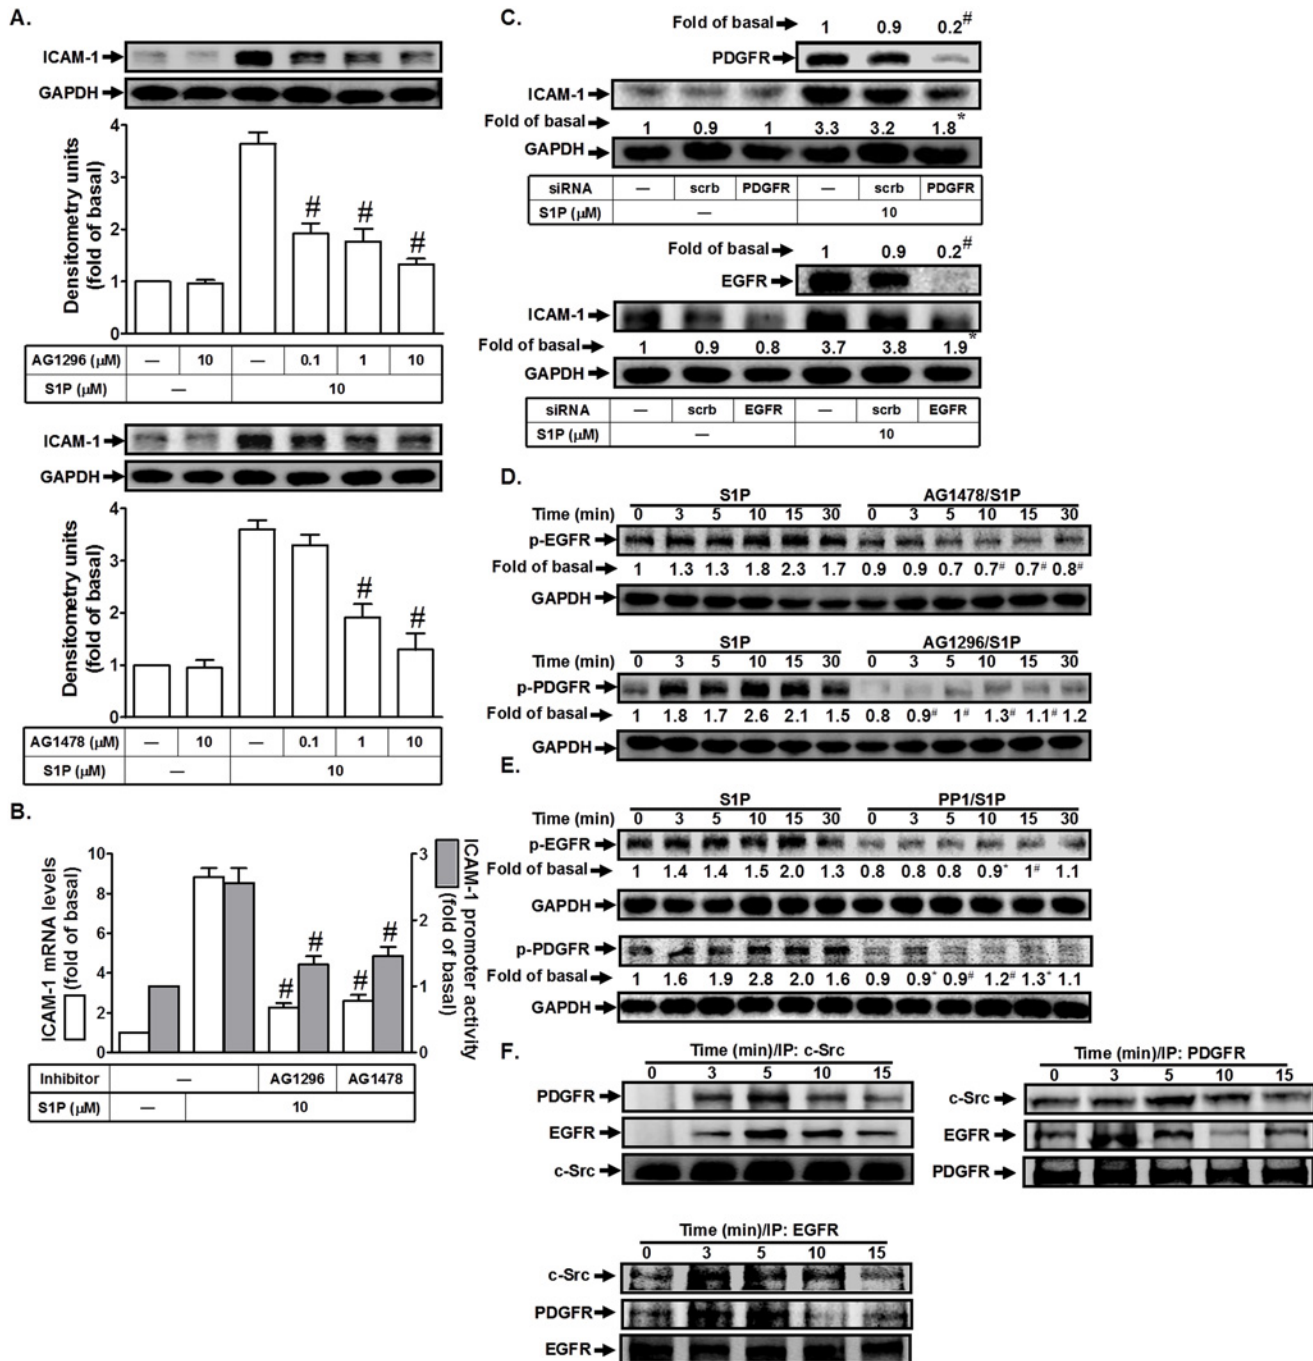 A.
ICAM-1
GAPDH
Densitometry units
(fold of basal)
4
3
2
1
0
# # #
AG1296 (μM) — 10 — 0.1 1 10
S1P (μM) — 10
ICAM-1
GAPDH
Densitometry units
(fold of basal)
4
3
2
1
0
# #
AG1478 (μM) — 10 — 0.1 1 10
S1P (μM) — 10
B.
ICAM-1 mRNA levels
(fold of basal)
10
8
6
4
2
0
# # # #
3
2
1
0
ICAM-1 promoter activity
(fold of basal)
Inhibitor — AG1296 AG1478
S1P (μM) — 10
C.
Fold of basal 1 0.9 0.2#
PDGFR
ICAM-1
Fold of basal 1 0.9 1 3.3 3.2 1.8*
GAPDH
siRNA — scrb PDGFR — scrb PDGFR
S1P (μM) — 10
Fold of basal 1 0.9 0.2#
EGFR
ICAM-1
Fold of basal 1 0.9 0.8 3.7 3.8 1.9*
GAPDH
siRNA — scrb EGFR — scrb EGFR
S1P (μM) — 10
D.
S1P AG1478/S1P
Time (min) 0 3 5 10 15 30 0 3 5 10 15 30
p-EGFR
Fold of basal 1 1.3 1.3 1.8 2.3 1.7 0.9 0.9 0.7 0.7# 0.7# 0.8#
GAPDH
S1P AG1296/S1P
Time (min) 0 3 5 10 15 30 0 3 5 10 15 30
p-PDGFR
Fold of basal 1 1.8 1.7 2.6 2.1 1.5 0.8 0.9# 1# 1.3# 1.1# 1.2
GAPDH
E.
S1P PP1/S1P
Time (min) 0 3 5 10 15 30 0 3 5 10 15 30
p-EGFR
Fold of basal 1 1.4 1.4 1.5 2.0 1.3 0.8 0.8 0.8 0.9* 1# 1.1
GAPDH
p-PDGFR
Fold of basal 1 1.6 1.9 2.8 2.0 1.6 0.9 0.9* 0.9# 1.2# 1.3* 1.1
GAPDH
F.
Time (min)/IP: c-Src
0 3 5 10 15
PDGFR
EGFR
c-Src
Time (min)/IP: PDGFR
0 3 5 10 15
c-Src
EGFR
PDGFR
Time (min)/IP: EGFR
0 3 5 10 15
c-Src
PDGFR
EGFR